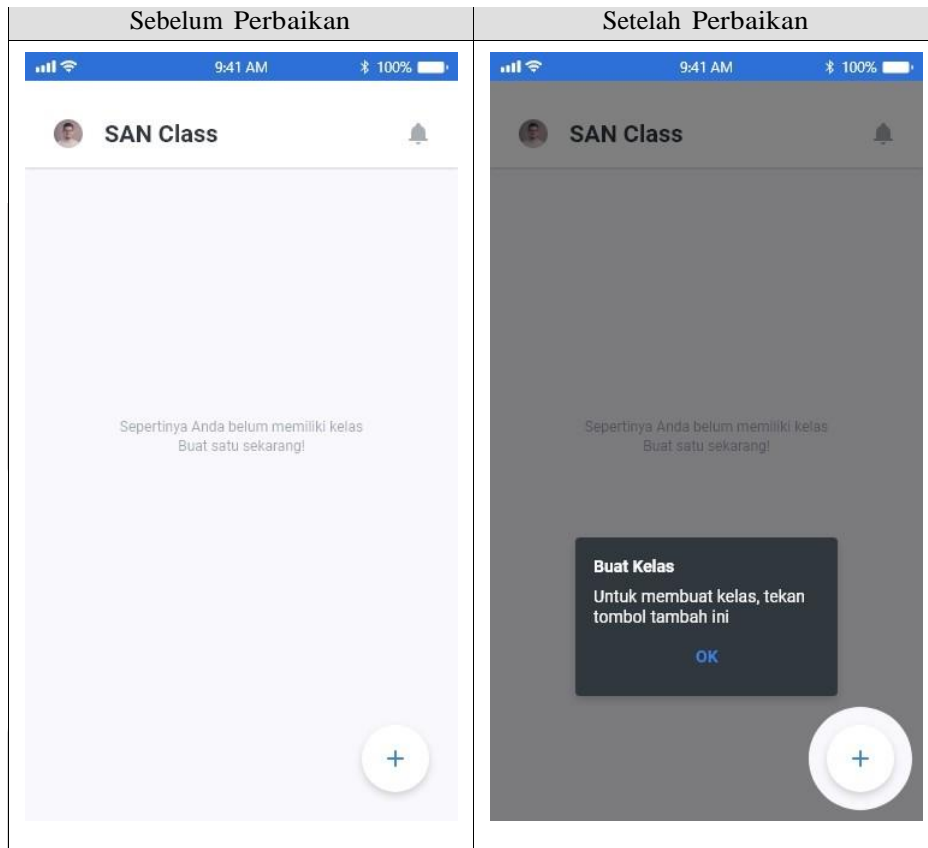 Sebelum Perbaikan
Setelah Perbaikan
9:41 AM
100%
9:41 AM
100%
SAN Class
SAN Class
Sepertinya Anda belum memiliki kelas
Buat satu sekarang!
Sepertinya Anda belum memiliki kelas
Buat satu sekarang!
Buat Kelas
Untuk membuat kelas, tekan
tombol tambah ini
OK
+
+